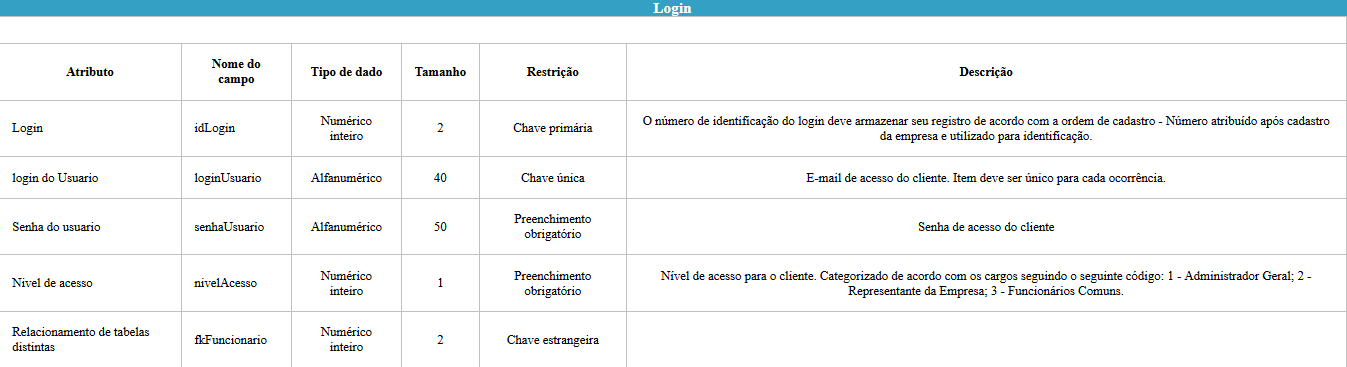 Login
Atributo
Nome do
campo
Tipo de dado
Tamanho
Restrição
Descrição
Login
idLogin
Numérico
inteiro
2
Chave primária
O número de identificação do login deve armazenar seu registro de acordo com a ordem de cadastro - Número atribuído após cadastro
da empresa e utilizado para identificação.
login do Usuario
loginUsuario
Alfanumérico
40
Chave única
E-mail de acesso do cliente. Item deve ser único para cada ocorrência.
Senha do usuario
senhaUsuario
Alfanumérico
50
Preenchimento
obrigatório
Senha de acesso do cliente
Nível de acesso
nivelAcesso
Numérico
inteiro
1
Preenchimento
obrigatório
Nível de acesso para o cliente. Categorizado de acordo com os cargos seguindo o seguinte código: 1 - Administrador Geral; 2 -
Representante da Empresa; 3 - Funcionários Comuns.
Relacionamento de tabelas
distintas
fkFuncionario
Numérico
inteiro
2
Chave estrangeira